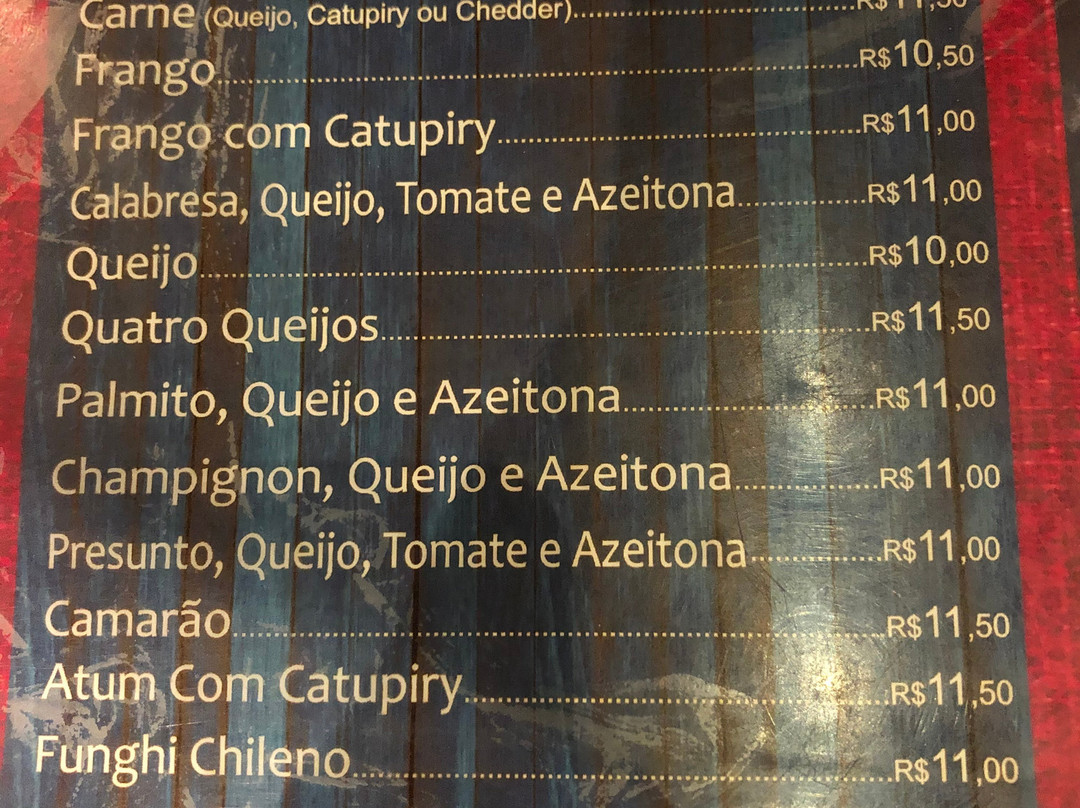 Carne (Queijo, Catupiry ou Chedder)..........R$11,50
Frango..........R$10,50
Frango com Catupiry..........R$11,00
Calabresa, Queijo, Tomate e Azeitona..........R$11,00
Queijo..........R$10,00
Quatro Queijos..........R$11,50
Palmito, Queijo e Azeitona..........R$11,00
Champignon, Queijo e Azeitona..........R$11,00
Presunto, Queijo, Tomate e Azeitona..........R$11,00
Camarão..........R$11,50
Atum Com Catupiry..........R$11,50
Funghi Chileno..........R$11,00